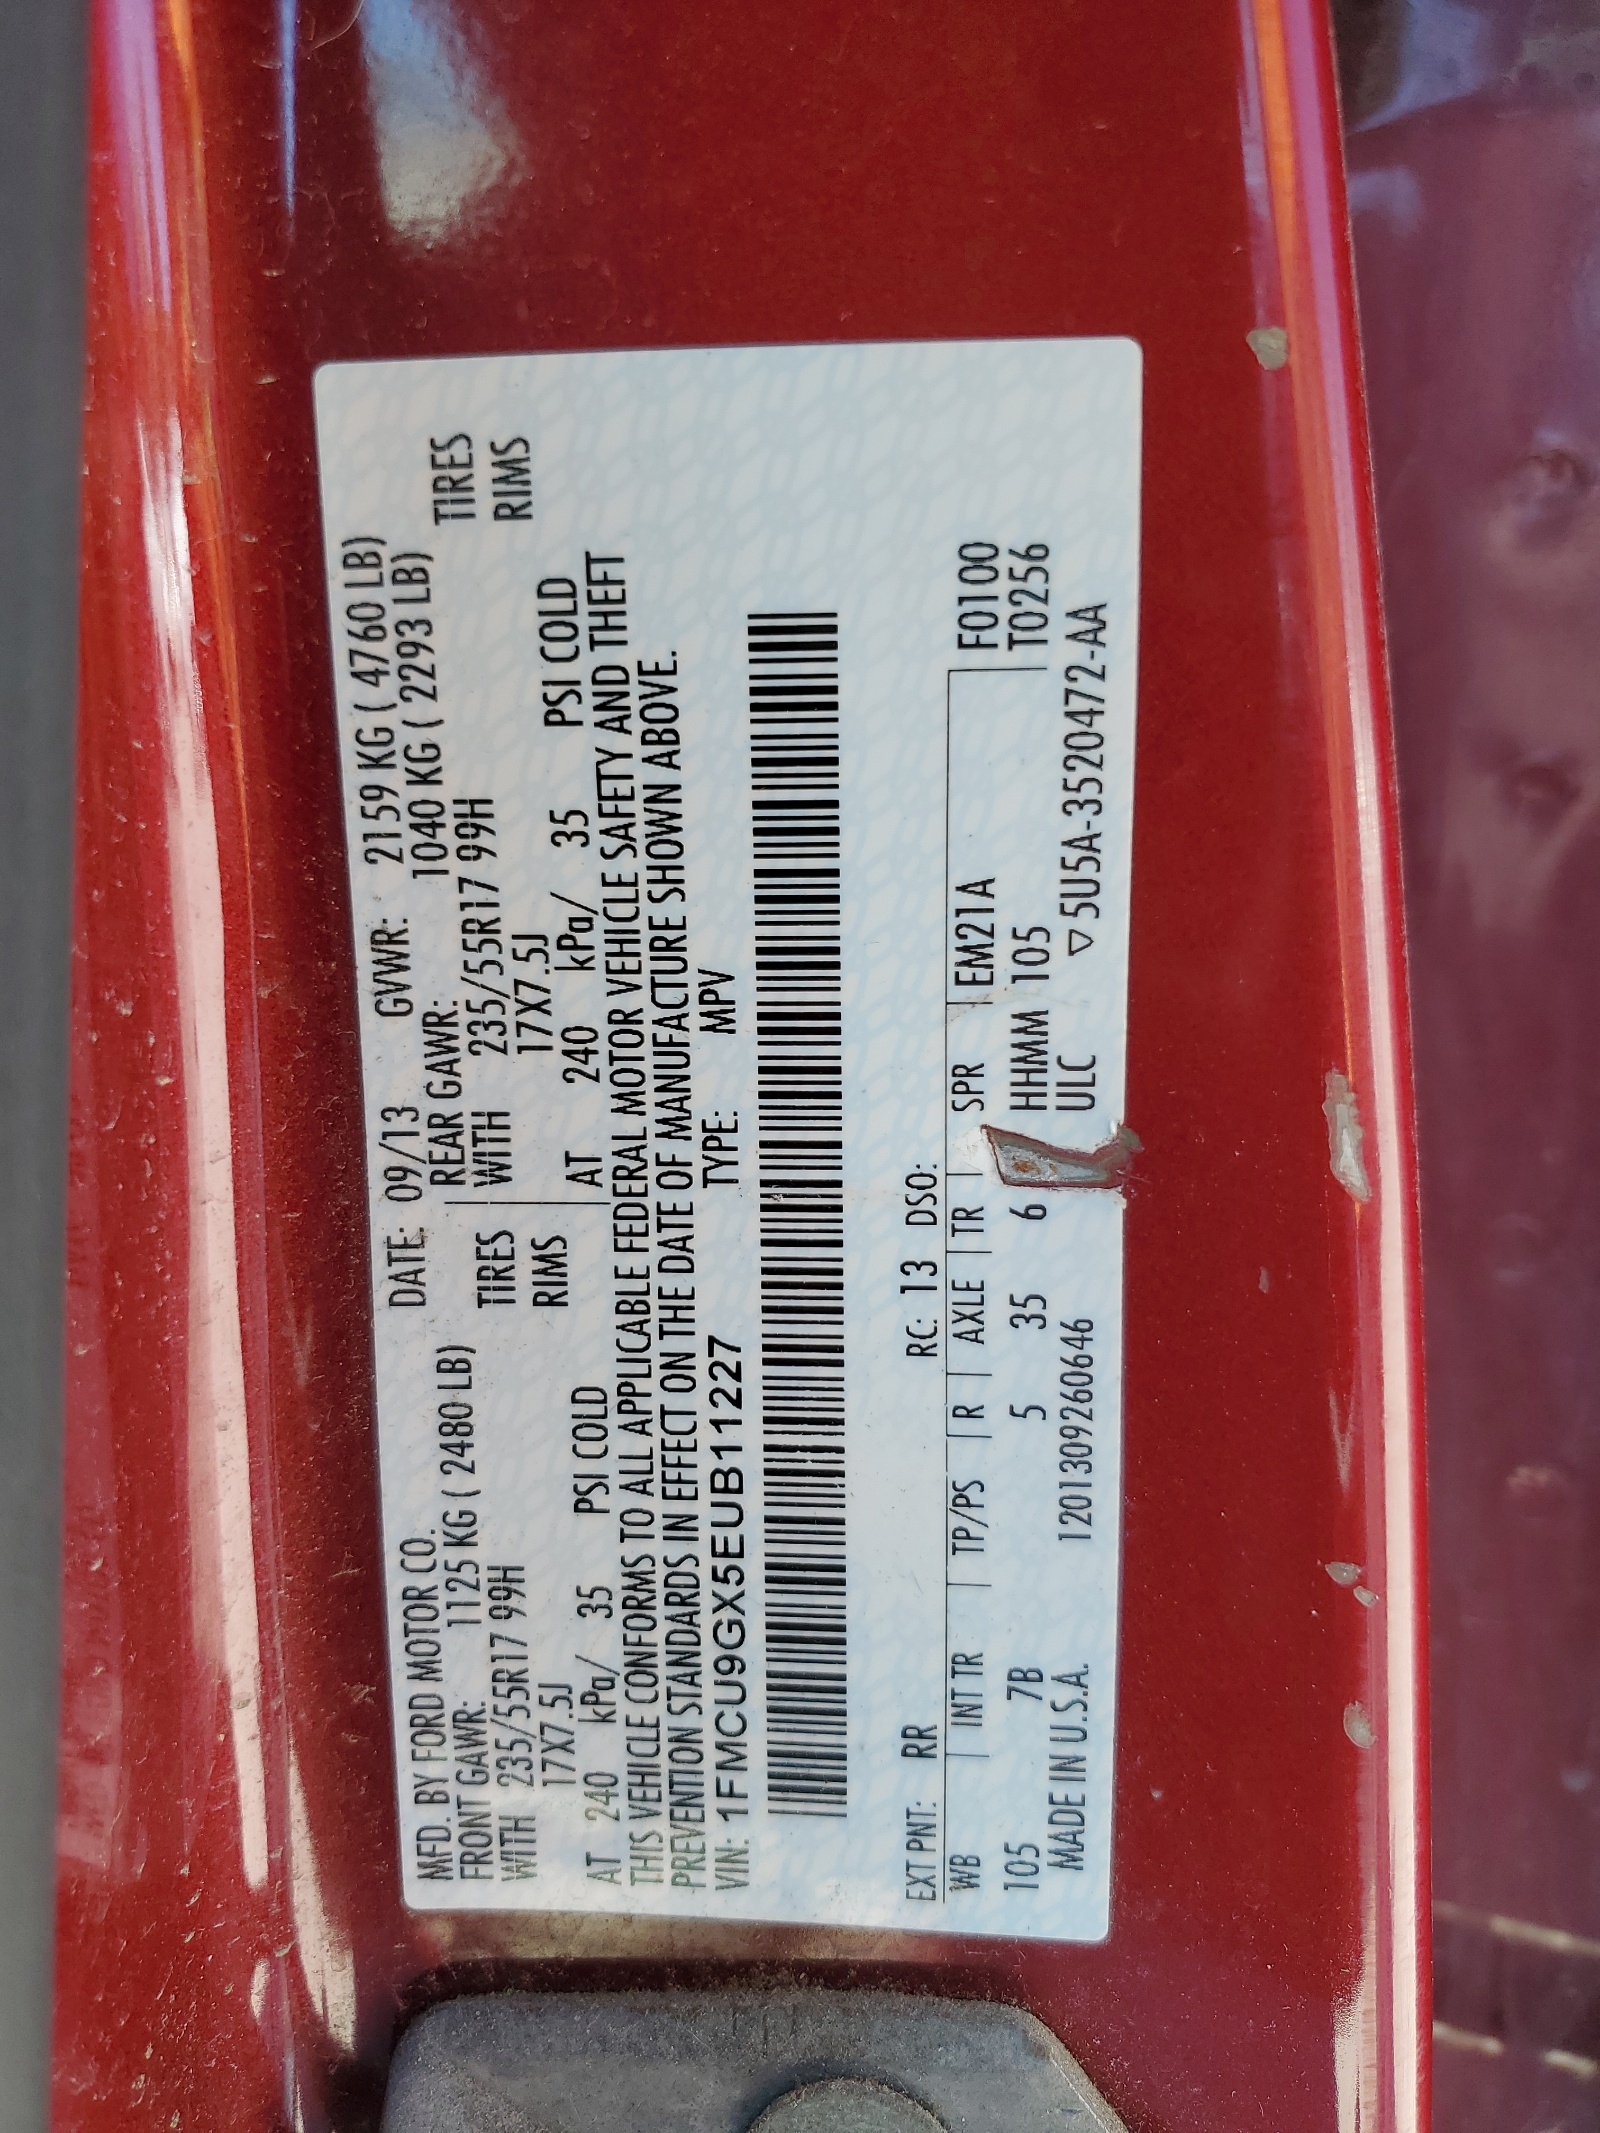 MFD. BY FORD MOTOR CO. DATE: 09/13 GVWR: 2159 KG ( 4760 LB)
FRONT GAWR: 1125 KG ( 2480 LB) REAR GAWR: 1040 KG ( 2293 LB)
WITH 235/55R17 99H TIRES WITH 235/55R17 99H TIRES
17X7.5J RIMS 17X7.5J RIMS
AT 240 kPa/ 35 PSI COLD AT 240 kPa/ 35 PSI COLD
THIS VEHICLE CONFORMS TO ALL APPLICABLE FEDERAL MOTOR VEHICLE SAFETY AND THEFT
PREVENTION STANDARDS IN EFFECT ON THE DATE OF MANUFACTURE SHOWN ABOVE.
VIN: 1FMCU9GX5EUB11227 TYPE: MPV
EXT PNT: RR RC: 13 DSO:
WB INT TR TP/PS R AXLE TR SPR EM21A F0100
105 7B 5 35 6 HHMM 105 T0256
MADE IN U.S.A. 1201309260646 ULC ▽ 5U5A-3520472-AA